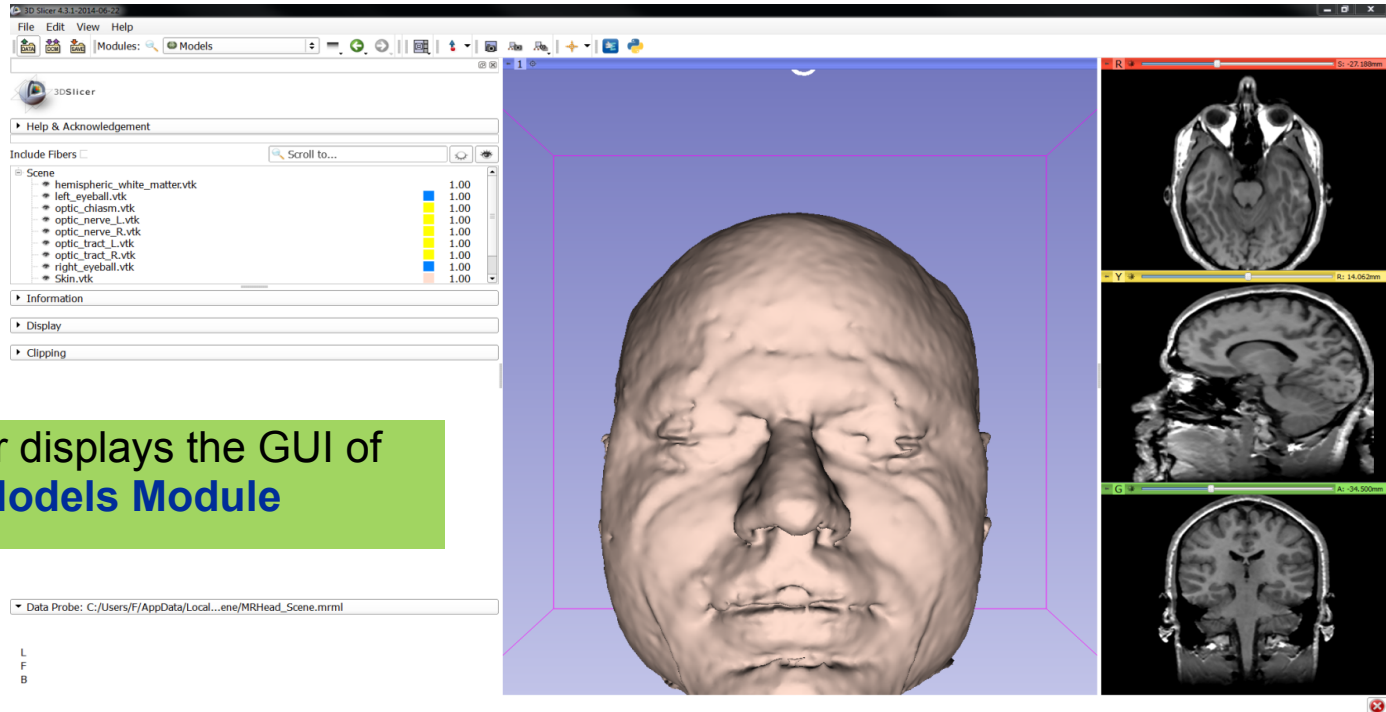 3D Slicer 4.3.1-2014-06-22
File Edit View Help
DATA DCM SAVE Modules: Models
1
R S: -27.188mm
3DSlicer
Help & Acknowledgement
Include Fibers Scroll to...
Scene
hemispheric_white_matter.vtk 1.00
left_eyeball.vtk 1.00
optic_chiasm.vtk 1.00
optic_nerve_L.vtk 1.00
optic_nerve_R.vtk 1.00
optic_tract_L.vtk 1.00
optic_tract_R.vtk 1.00
right_eyeball.vtk 1.00
Skin.vtk 1.00
Y R: 14.062mm
Information
Display
Clipping
r displays the GUI of
Models Module
G A: -34.500mm
Data Probe: C:/Users/F/AppData/Local...ene/MRHead_Scene.mrml
L
F
B